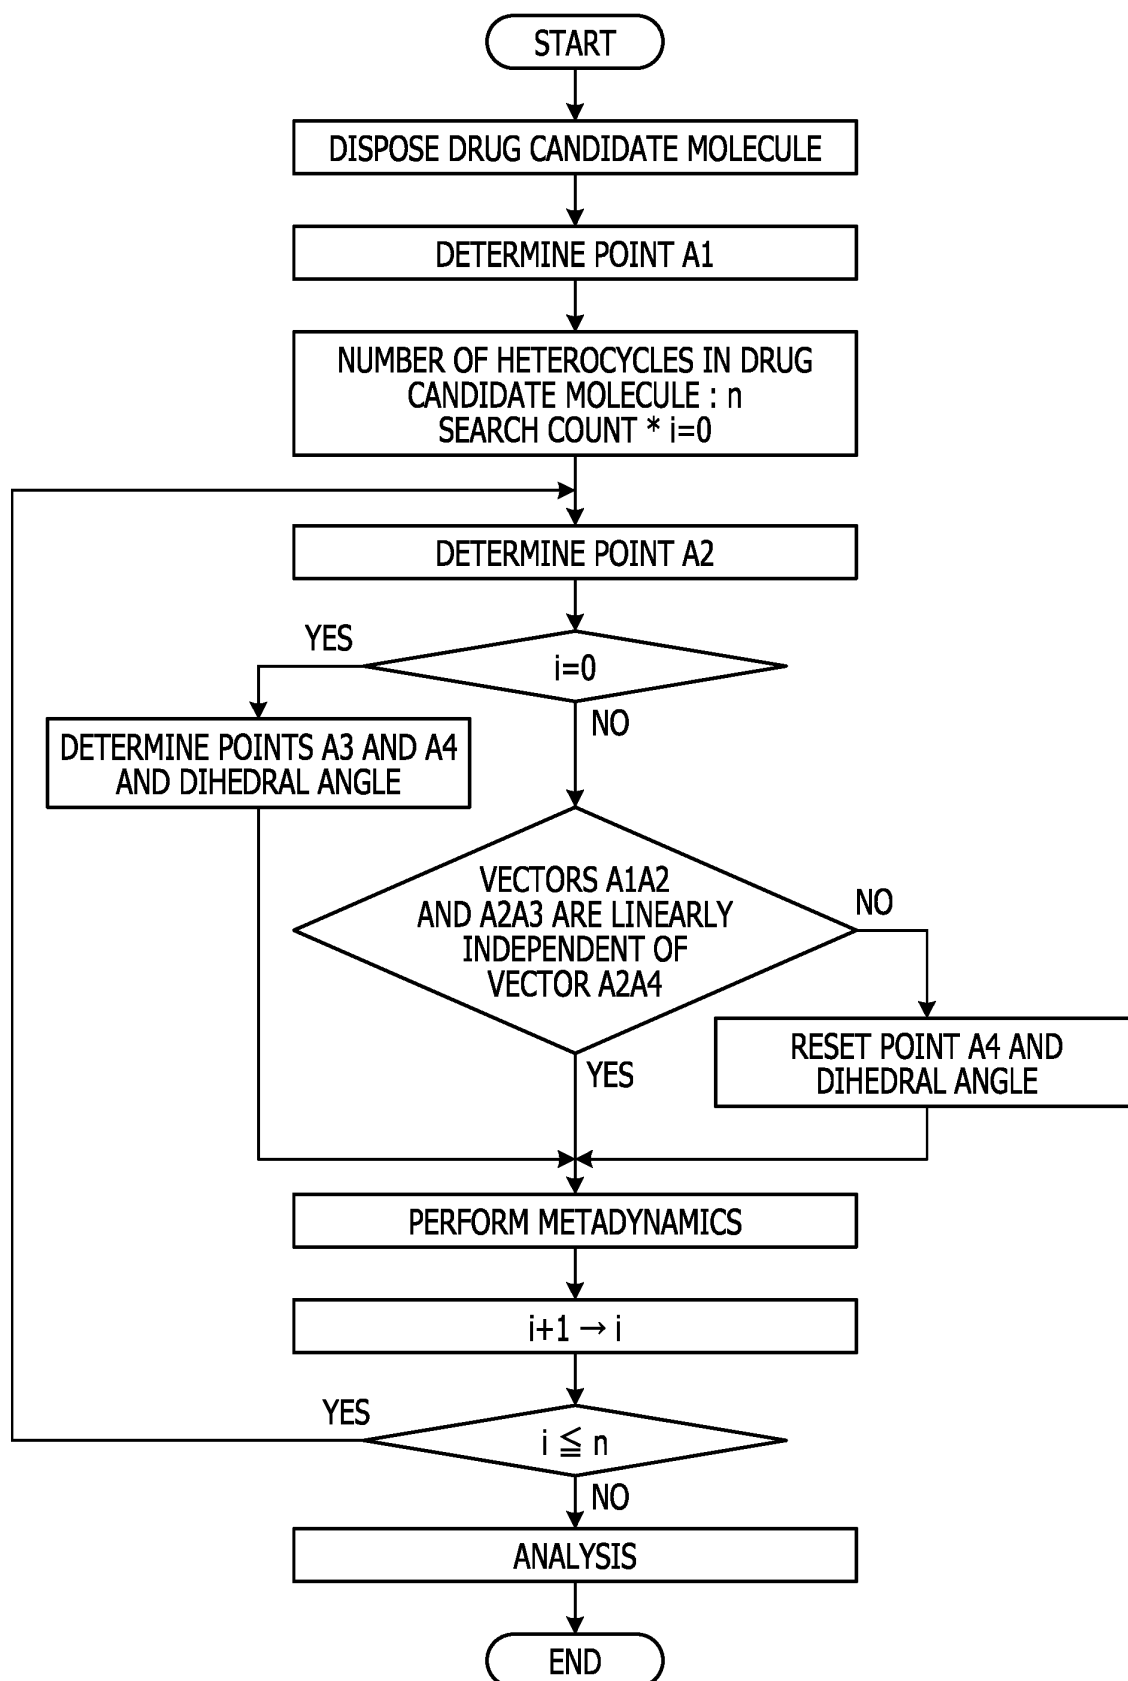 START
DISPOSE DRUG CANDIDATE MOLECULE
DETERMINE POINT A1
NUMBER OF HETEROCYCLES IN DRUG
CANDIDATE MOLECULE : n
SEARCH COUNT * i=0
DETERMINE POINT A2
YES
i=0
NO
DETERMINE POINTS A3 AND A4
AND DIHEDRAL ANGLE
VECTORS A1A2
AND A2A3 ARE LINEARLY
INDEPENDENT OF
VECTOR A2A4
NO
YES
RESET POINT A4 AND
DIHEDRAL ANGLE
PERFORM METADYNAMICS
i+1 → i
YES
i ≦ n
NO
ANALYSIS
END